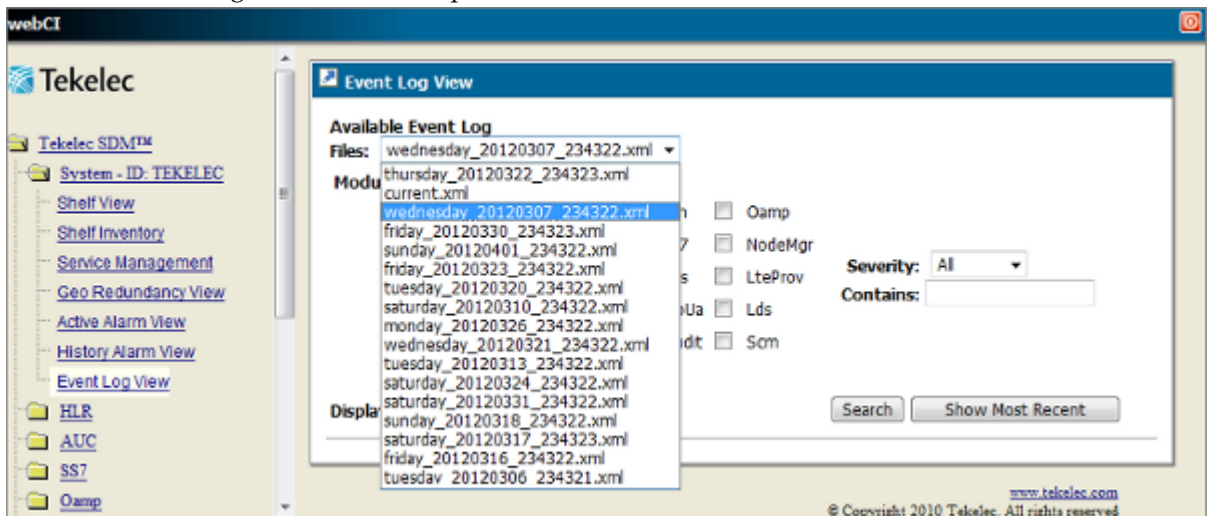 webCI
Tekelec
Tekelec SDM™
System - ID: TEKELEC
Shelf View
Shelf Inventory
Service Management
Geo Redundancy View
Active Alarm View
History Alarm View
Event Log View
HLR
AUC
SS7
Oamp
Event Log View
Available Event Log
Files: wednesday_20120307_234322.xml
thursday_20120322_234323.xml
current.xml
wednesday_20120307_234322.xml
friday_20120330_234323.xml
sunday_20120401_234322.xml
friday_20120323_234322.xml
tuesday_20120320_234322.xml
saturday_20120310_234322.xml
monday_20120326_234322.xml
wednesday_20120321_234322.xml
tuesday_20120313_234322.xml
saturday_20120324_234322.xml
saturday_20120331_234322.xml
sunday_20120318_234322.xml
saturday_20120317_234323.xml
friday_20120316_234322.xml
tuesday_20120306_234321.xml
Oamp
NodeMgr
LteProv
Lds
Scm
Severity: All
Contains:
Search Show Most Recent
www.tekelec.com
© Copyright 2010 Tekelec, All rights reserved